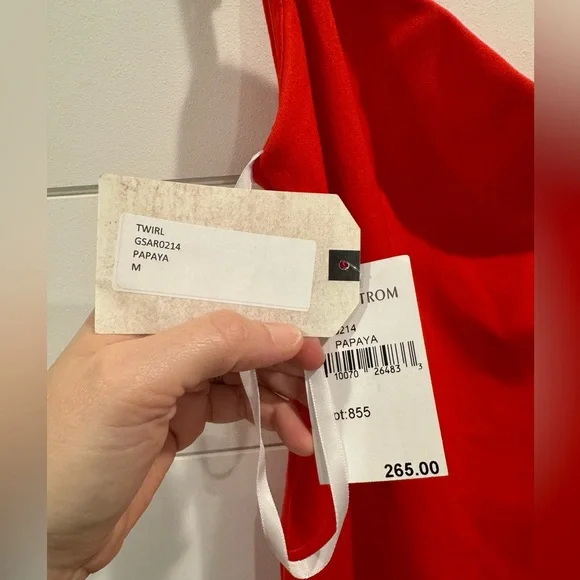 TWIRL
GSAR0214
PAPAYA
M
TROM
0214
PAPAYA
10070 26483 3
pt:855
265.00